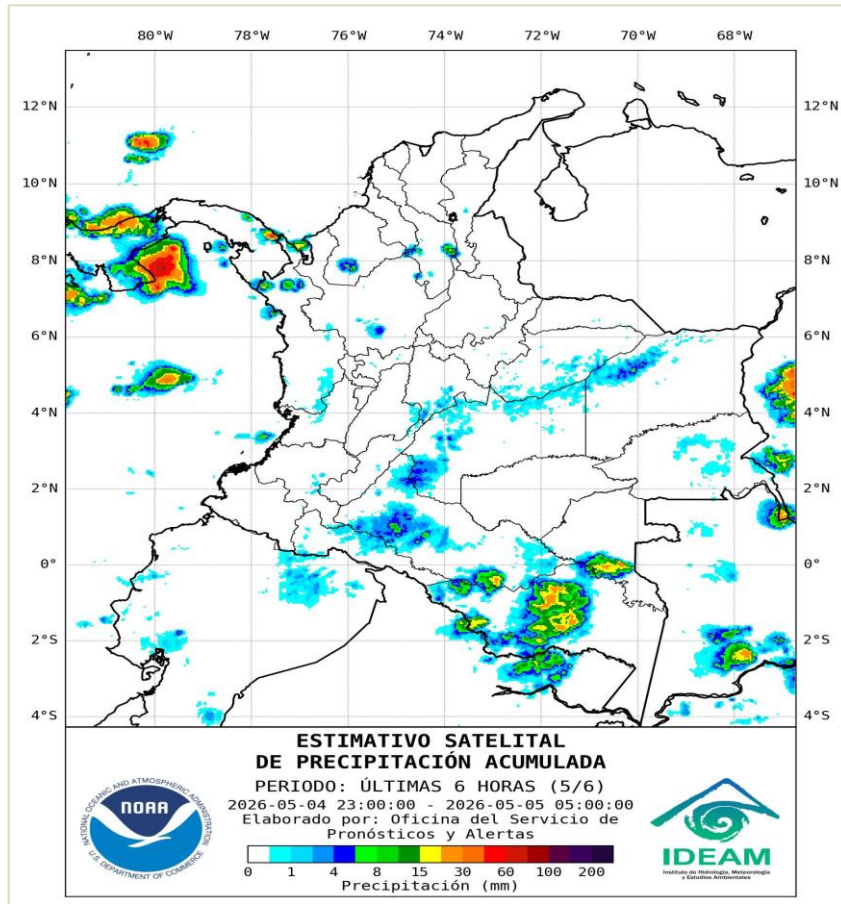 80°W 78°W 76°W 74°W 72°W 70°W 68°W
12°N 12°N
10°N 10°N
8°N 8°N
6°N 6°N
4°N 4°N
2°N 2°N
0° 0°
2°S 2°S
4°S 4°S
ESTIMATIVO SATELITAL
DE PRECIPITACIÓN ACUMULADA
PERIODO: ÚLTIMAS 6 HORAS (5/6)
2026-05-04 23:00:00 - 2026-05-05 05:00:00
Elaborado por: Oficina del Servicio de
Pronósticos y Alertas
0 1 4 8 15 30 60 100 200
Precipitación (mm)
NATIONAL OCEANIC AND ATMOSPHERIC ADMINISTRATION
NOAA
U.S. DEPARTMENT OF COMMERCE
IDEAM
Instituto de Hidrología, Meteorología
y Estudios Ambientales